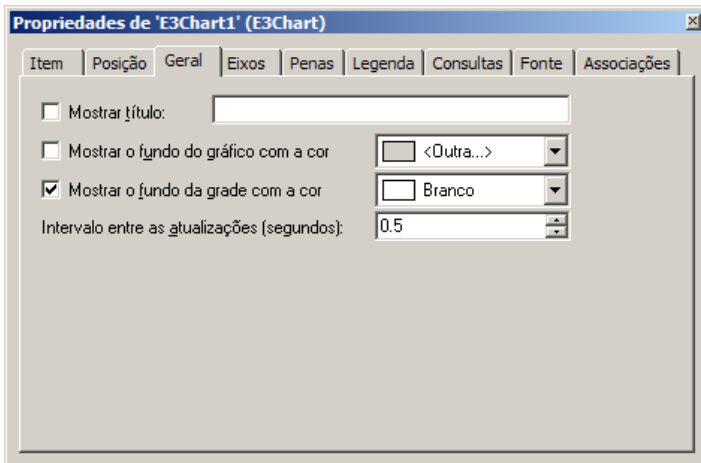 Propriedades de 'E3Chart1' (E3Chart)
Item Posição Geral Eixos Penas Legenda Consultas Fonte Associações
Mostrar título:
Mostrar o fundo do gráfico com a cor <Outra...>
Mostrar o fundo da grade com a cor Branco
Intervalo entre as atualizações (segundos): 0.5